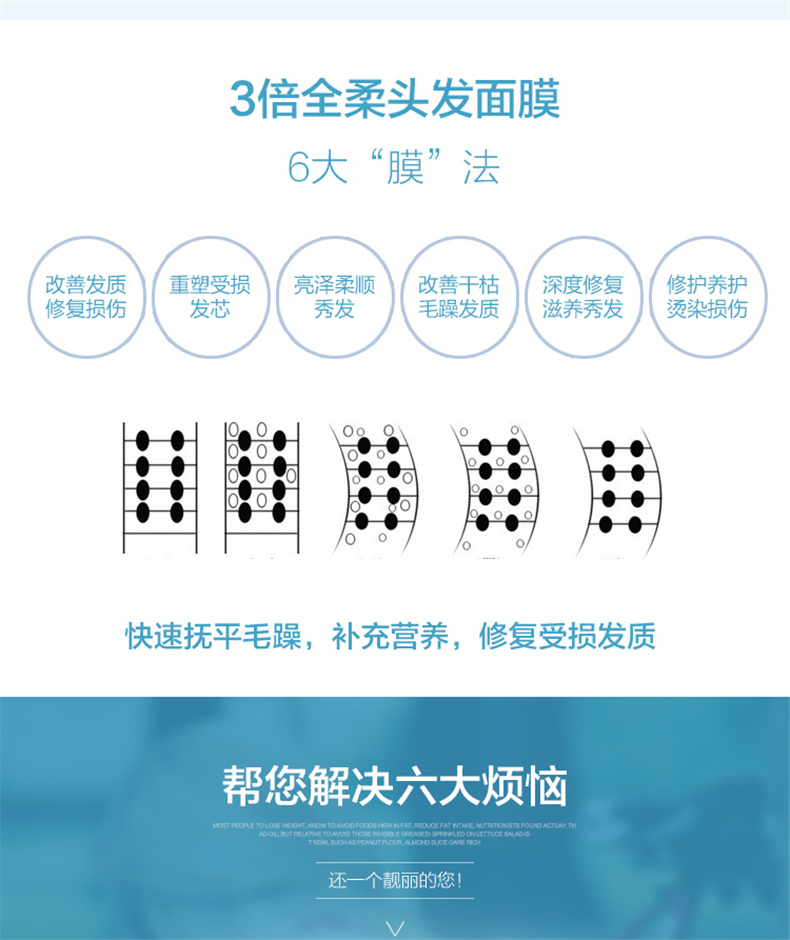 3倍全柔头发面膜
6大“膜”法
改善发质
修复损伤
重塑受损
发芯
亮泽柔顺
秀发
改善干枯
毛躁发质
深度修复
滋养秀发
修护养护
烫染损伤
快速抚平毛躁，补充营养，修复受损发质
帮您解决六大烦恼
MOST PEOPLE TO LOSE WEIGHT, KNOW TO AVOID FOODS HIGH IN FAT, REDUCE FAT INTAKE, NUTRITIONISTS FOUND ACTUAY TH
AD OIL; BUT RELATIVE TO AVOID THOSE INVISIBLE GREASED: SPRINKLED ON LETTUCE SALAD IS
T NOW, SUCH AS PEANUT FLOUR, ALMOND SLICE OARE RICH
还一个靓丽的您！